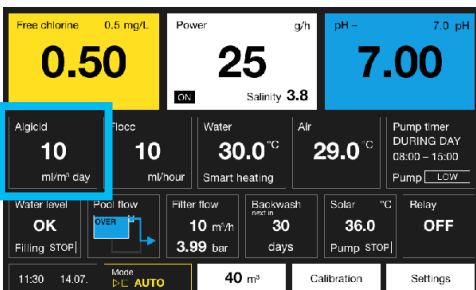 Free chlorine 0.5 mg/L Power g/h pH – 7.0 pH
0.50 25 7.00
ON Salinity 3.8
Algicid Flocc Water Air Pump timer
10 10 30.0 °C 29.0 °C DURING DAY
08:00 – 15:00
ml/m³ day ml/hour Smart heating Pump LOW
Water level Pool flow Filter flow Backwash Solar °C Relay
next in
OK OVER 10 m³/h 30 36.0 OFF
Filling STOP 3.99 bar days Pump STOP
Mode
11:30 14.07. AUTO 40 m³ Calibration Settings